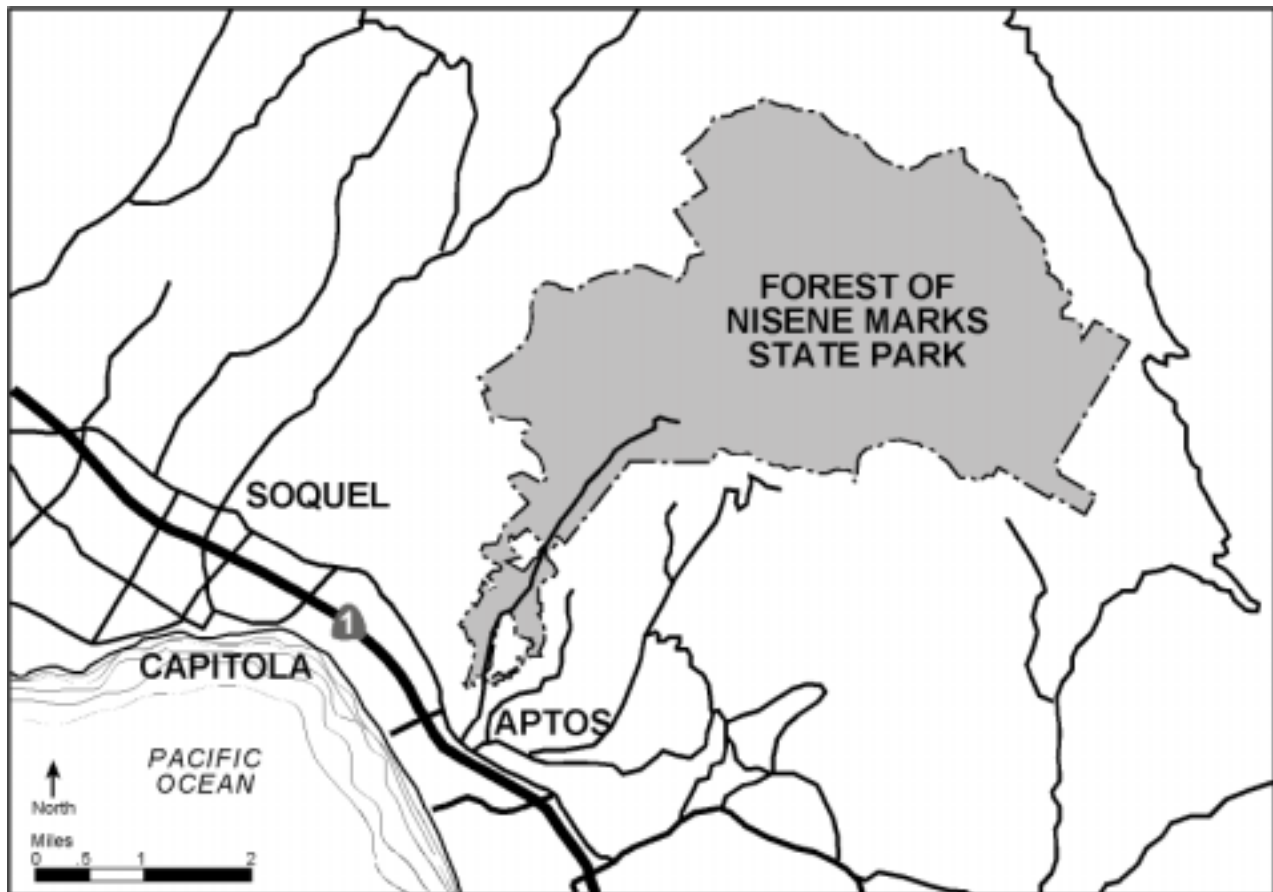 FOREST OF
NISENE MARKS
STATE PARK
SOQUEL
1
CAPITOLA
APTOS
PACIFIC
OCEAN
North
Miles
0 .5 1 2